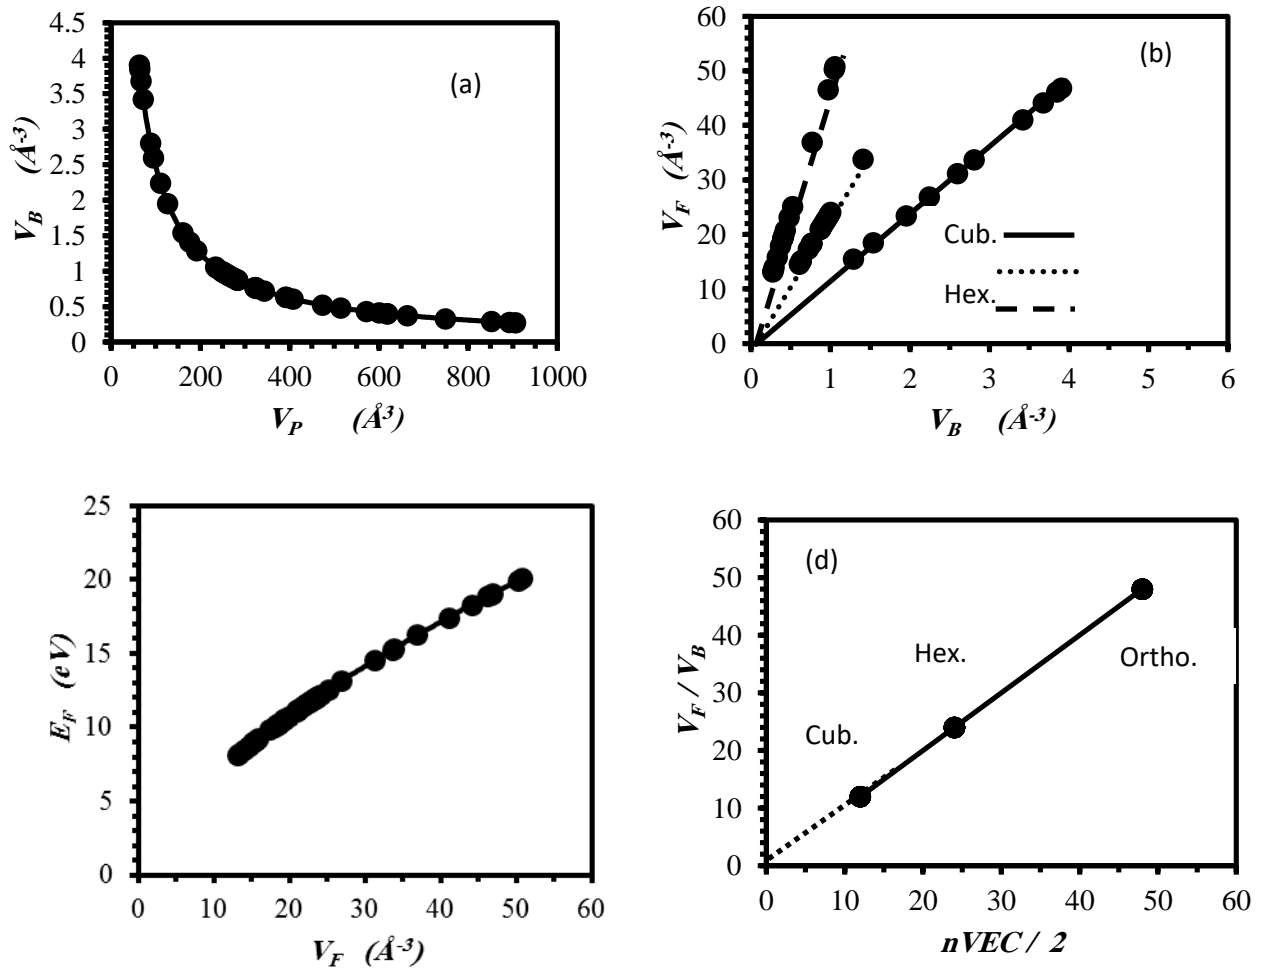 4.5
4
3.5
3
2.5
2
1.5
1
0.5
0
0 200 400 600 800 1000
V_B (Å⁻³)
V_P (Å³)
(a)
60
50
40
30
20
10
0
0 1 2 3 4 5 6
V_F (Å⁻³)
V_B (Å⁻³)
(b)
Cub.
Hex.
25
20
15
10
5
0
0 10 20 30 40 50 60
E_F (eV)
V_F (Å⁻³)
60
50
40
30
20
10
0
0 10 20 30 40 50 60
V_F / V_B
nVEC / 2
(d)
Cub.
Hex.
Ortho.